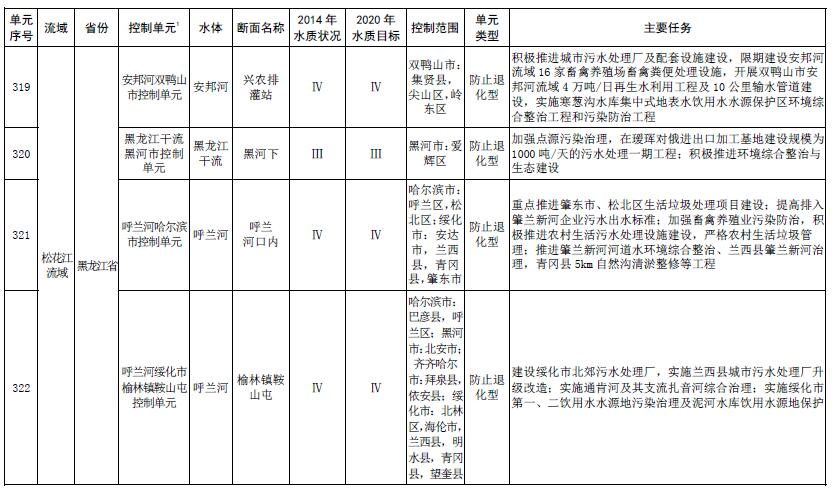 单元
序号
流域
省份
控制单元¹
水体
断面名称
2014 年
水质状况
2020 年
水质目标
控制范围
单元
类型
主要任务
松花江
流域
黑龙江省
319
安邦河双鸭山
市控制单元
安邦河
兴农排
灌站
Ⅳ
Ⅳ
双鸭山市：
集贤县，
尖山区，岭
东区
防止退
化型
积极推进城市污水处理厂及配套设施建设，限期建设安邦河
流域 16 家畜禽养殖场畜禽粪便处理设施，开展双鸭山市安
邦河流域 4 万吨/日再生水利用工程及 10 公里输水管道建
设，实施寒葱沟水库集中式地表水饮用水水源保护区环境综
合整治工程和污染防治工程
320
黑龙江干流
黑河市控制
单元
黑龙江
干流
黑河下
Ⅲ
Ⅲ
黑河市：爱
辉区
防止退
化型
加强点源污染治理，在瑷珲对俄进出口加工基地建设规模为
1000 吨/天的污水处理一期工程；积极推进环境综合整治与
生态建设
321
呼兰河哈尔滨
市控制单元
呼兰河
呼兰
河口内
Ⅳ
Ⅳ
哈尔滨市：
呼兰区，松
北区；绥化
市：安达
市，兰西
县，青冈
县，肇东市
防止退
化型
重点推进肇东市、松北区生活垃圾处理项目建设；提高排入
肇兰新河企业污水出水标准；加强畜禽养殖业污染防治，积
极推进农村生活污水处理设施建设，严格农村生活垃圾管
理；推进肇兰新河河道水环境综合整治、兰西县肇兰新河治
理，青冈县 5km 自然沟清淤整修等工程
322
呼兰河绥化市
榆林镇鞍山屯
控制单元
呼兰河
榆林镇鞍
山屯
Ⅳ
Ⅳ
哈尔滨市：
巴彦县，呼
兰区；黑河
市：北安市；
齐齐哈尔
市：拜泉县，
依安县；绥
化市：北林
区，海伦市，
兰西县，明
水县，青冈
县，望奎县
防止退
化型
建设绥化市北郊污水处理厂，实施兰西县城市污水处理厂升
级改造；实施通肯河及其支流扎音河综合治理；实施绥化市
第一、二饮用水水源地污染治理及泥河水库饮用水源地保护